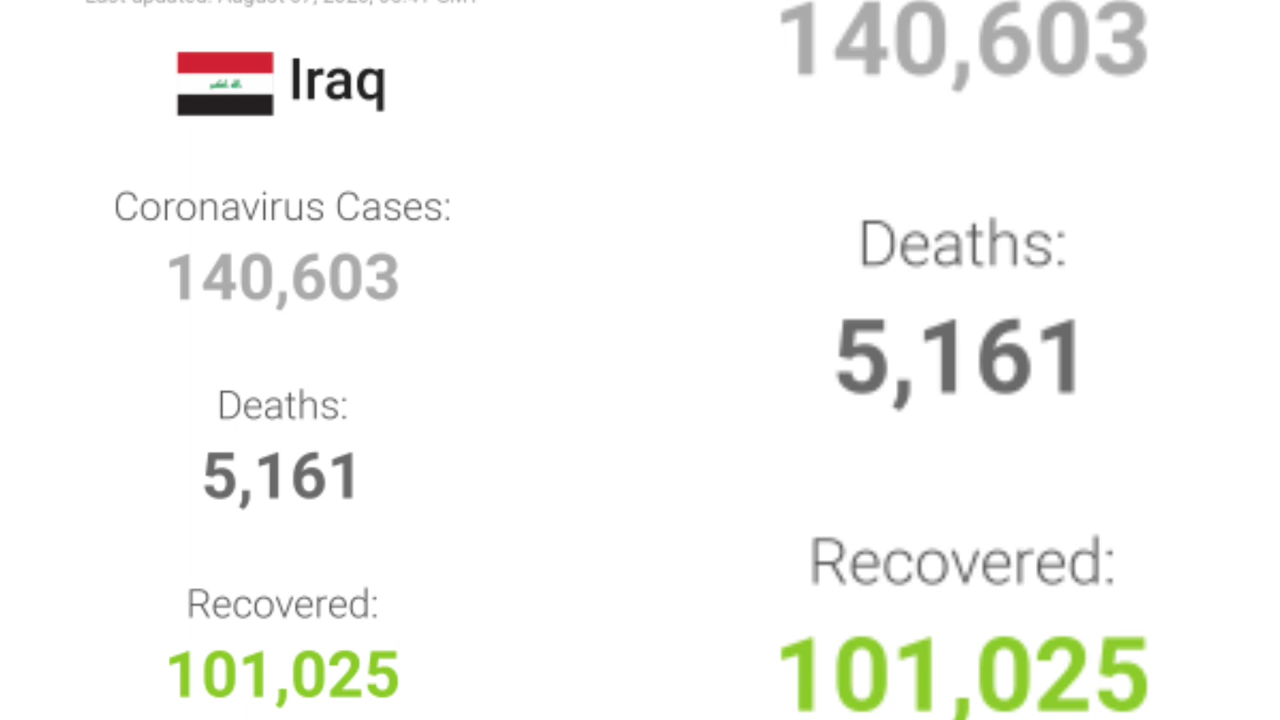 Iraq
Coronavirus Cases:
140,603
Deaths:
5,161
Recovered:
101,025
140,603
Deaths:
5,161
Recovered:
101,025